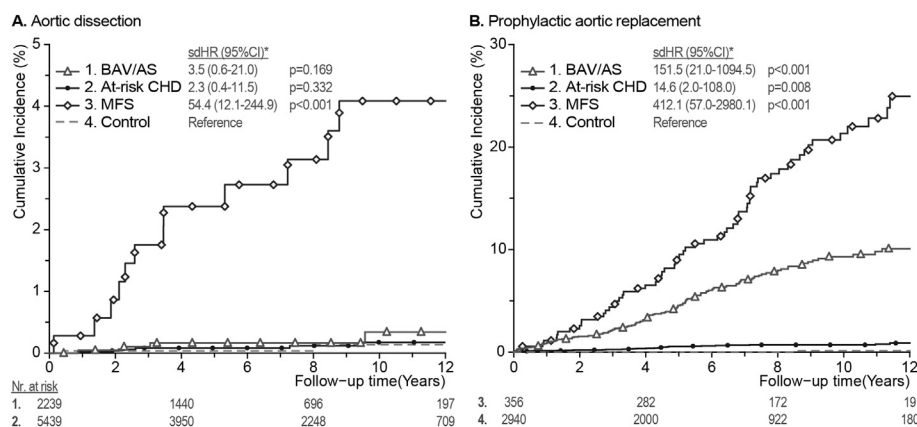 A. Aortic dissection
Cumulative Incidence (%)
5
4
3
2
1
0
sdHR (95%CI)*
1. BAV/AS 3.5 (0.6-21.0) p=0.169
2. At-risk CHD 2.3 (0.4-11.5) p=0.332
3. MFS 54.4 (12.1-244.9) p<0.001
4. Control Reference
0 2 4 6 8 10 12
Follow-up time(Years)
Nr. at risk
1. 2239 1440 696 197
2. 5439 3950 2248 709
B. Prophylactic aortic replacement
Cumulative Incidence (%)
30
20
10
0
sdHR (95%CI)*
1. BAV/AS 151.5 (21.0-1094.5) p<0.001
2. At-risk CHD 14.6 (2.0-108.0) p=0.008
3. MFS 412.1 (57.0-2980.1) p<0.001
4. Control Reference
0 2 4 6 8 10 12
Follow-up time(Years)
3. 356 282 172 19
4. 2940 2000 922 180